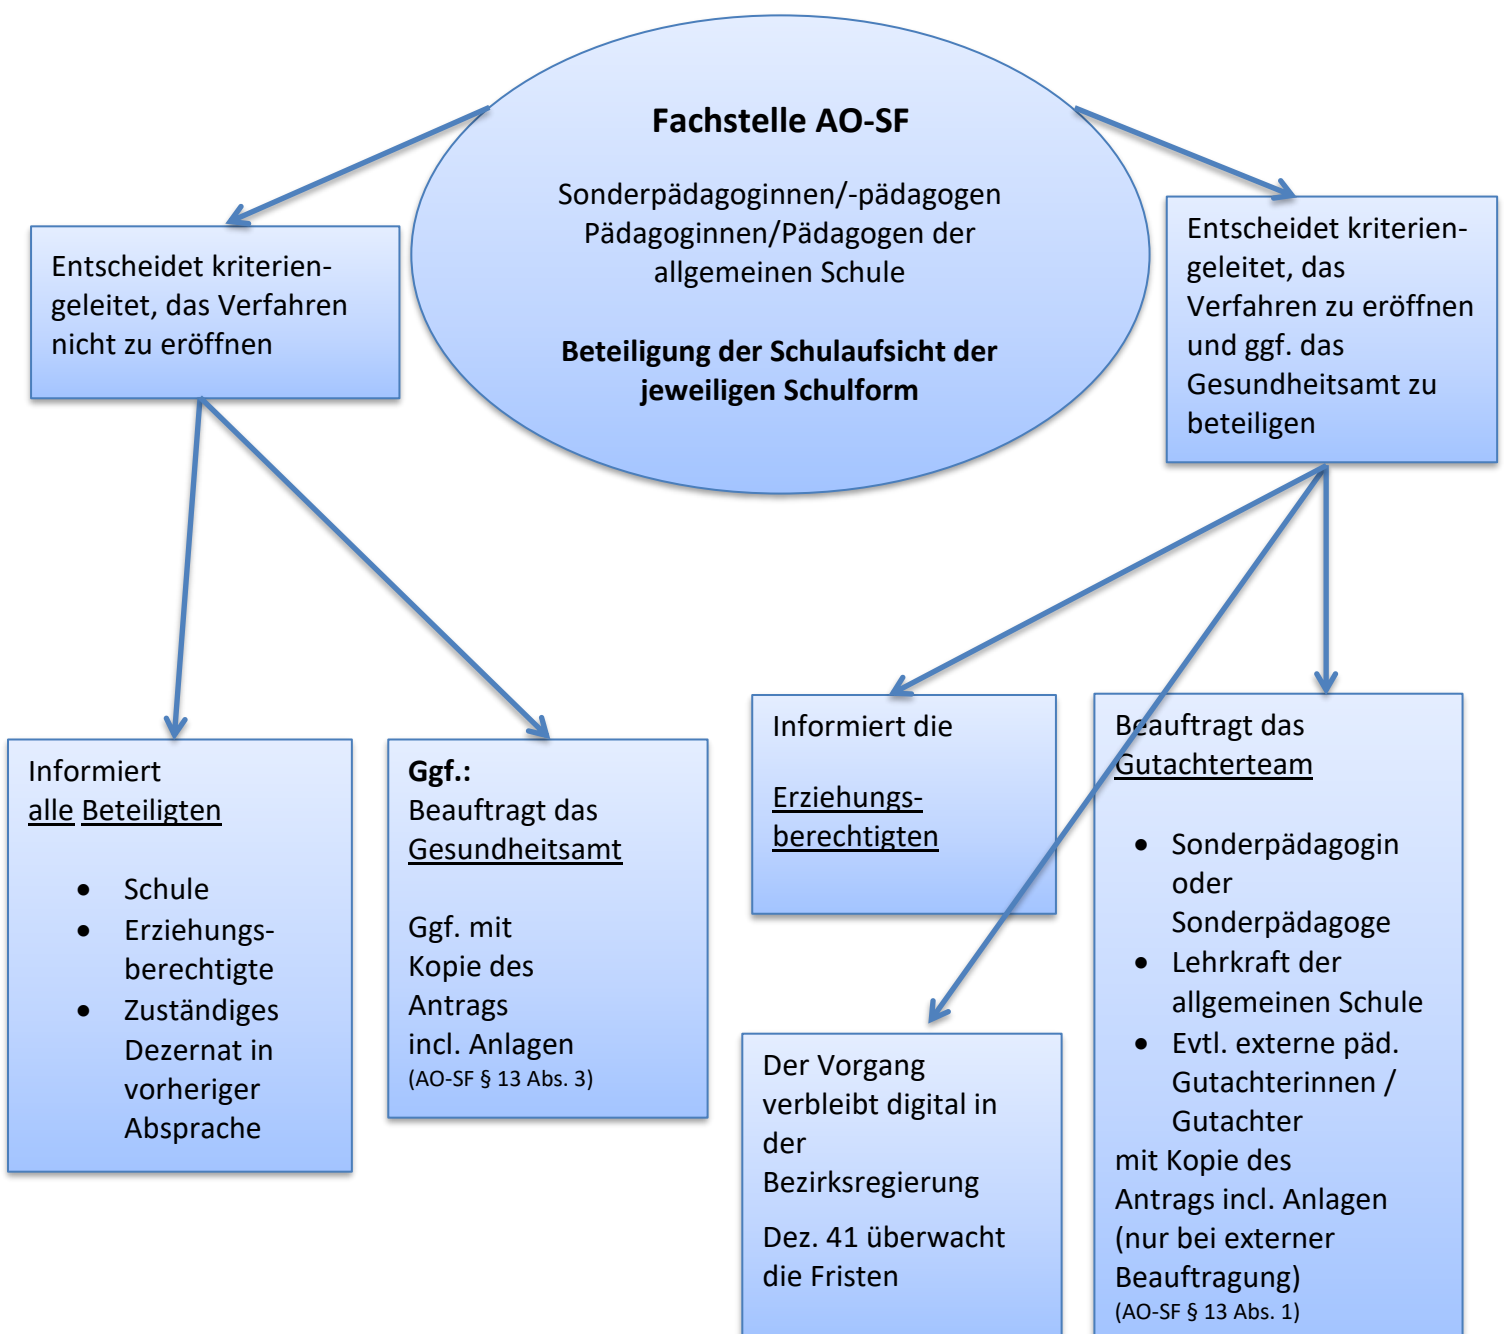 Fachstelle AO-SF
Sonderpädagoginnen/-pädagogen
Pädagoginnen/Pädagogen der
allgemeinen Schule
Beteiligung der Schulaufsicht der
jeweiligen Schulform
Entscheidet kriterien-
geleitet, das Verfahren
nicht zu eröffnen
Entscheidet kriterien-
geleitet, das
Verfahren zu eröffnen
und ggf. das
Gesundheitsamt zu
beteiligen
Informiert
alle Beteiligten
• Schule
• Erziehungs-
berechtigte
• Zuständiges
Dezernat in
vorheriger
Absprache
Ggf.:
Beauftragt das
Gesundheitsamt
Ggf. mit
Kopie des
Antrags
incl. Anlagen
(AO-SF § 13 Abs. 3)
Informiert die
Erziehungs-
berechtigten
Der Vorgang
verbleibt digital in
der
Bezirksregierung
Dez. 41 überwacht
die Fristen
Beauftragt das
Gutachterteam
• Sonderpädagogin
oder
Sonderpädagoge
• Lehrkraft der
allgemeinen Schule
• Evtl. externe päd.
Gutachterinnen /
Gutachter
mit Kopie des
Antrags incl. Anlagen
(nur bei externer
Beauftragung)
(AO-SF § 13 Abs. 1)